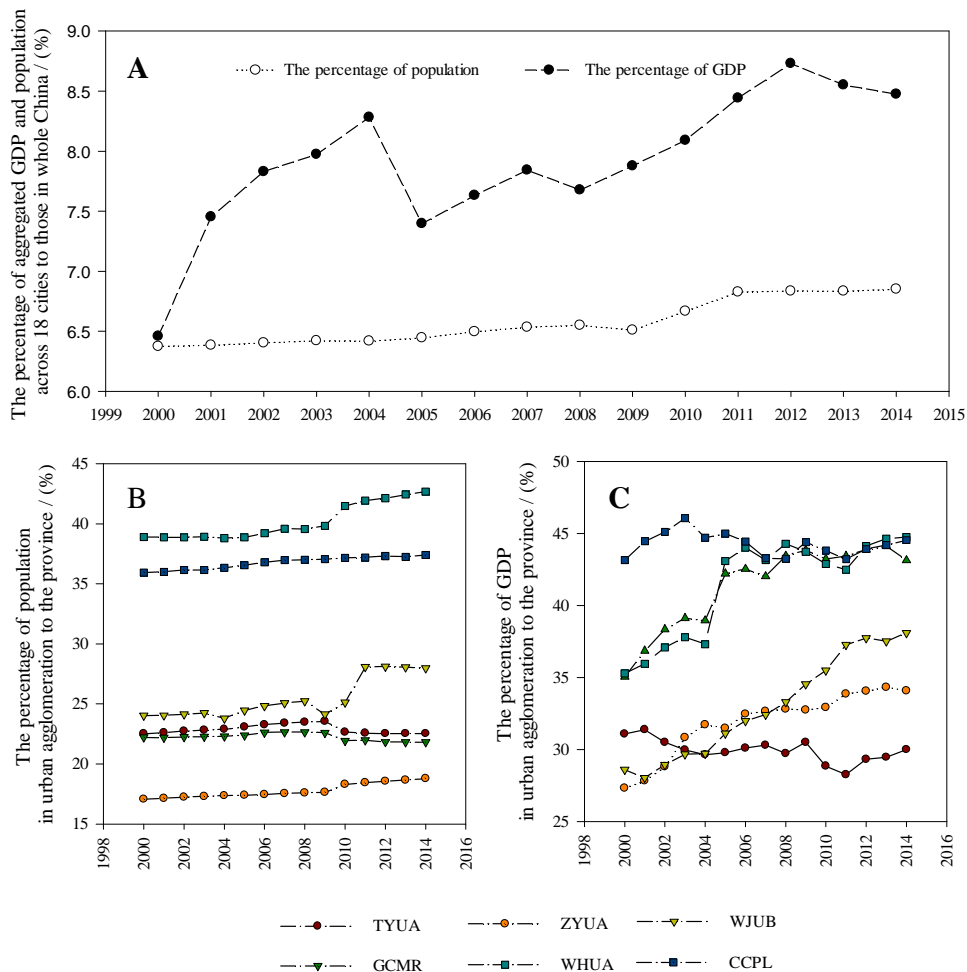 The percentage of aggregated GDP and population
across 18 cities to those in whole China / (%)
A
The percentage of population
The percentage of GDP
9.0
8.5
8.0
7.5
7.0
6.5
6.0
1999 2000 2001 2002 2003 2004 2005 2006 2007 2008 2009 2010 2011 2012 2013 2014 2015
The percentage of population
in urban agglomeration to the province / (%)
B
45
40
35
30
25
20
15
1998 2000 2002 2004 2006 2008 2010 2012 2014 2016
The percentage of GDP
in urban agglomeration to the province / (%)
C
50
45
40
35
30
25
1998 2000 2002 2004 2006 2008 2010 2012 2014 2016
TYUA ZYUA WJUB
GCMR WHUA CCPL